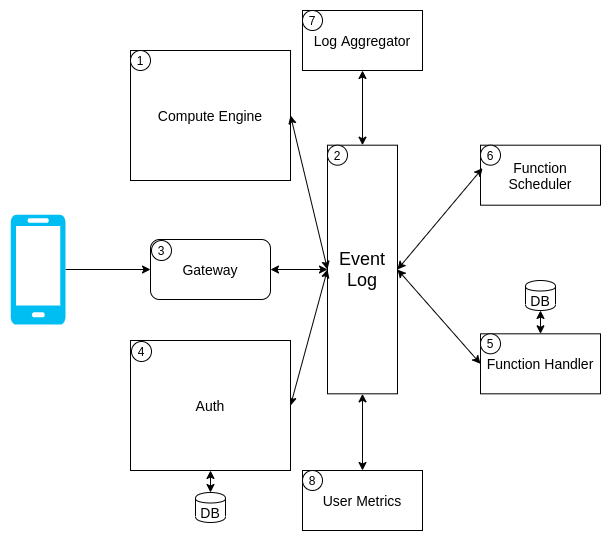 7
Log Aggregator
1
Compute Engine
2
Event
Log
6
Function
Scheduler
3
Gateway
DB
4
Auth
5
Function Handler
8
User Metrics
DB